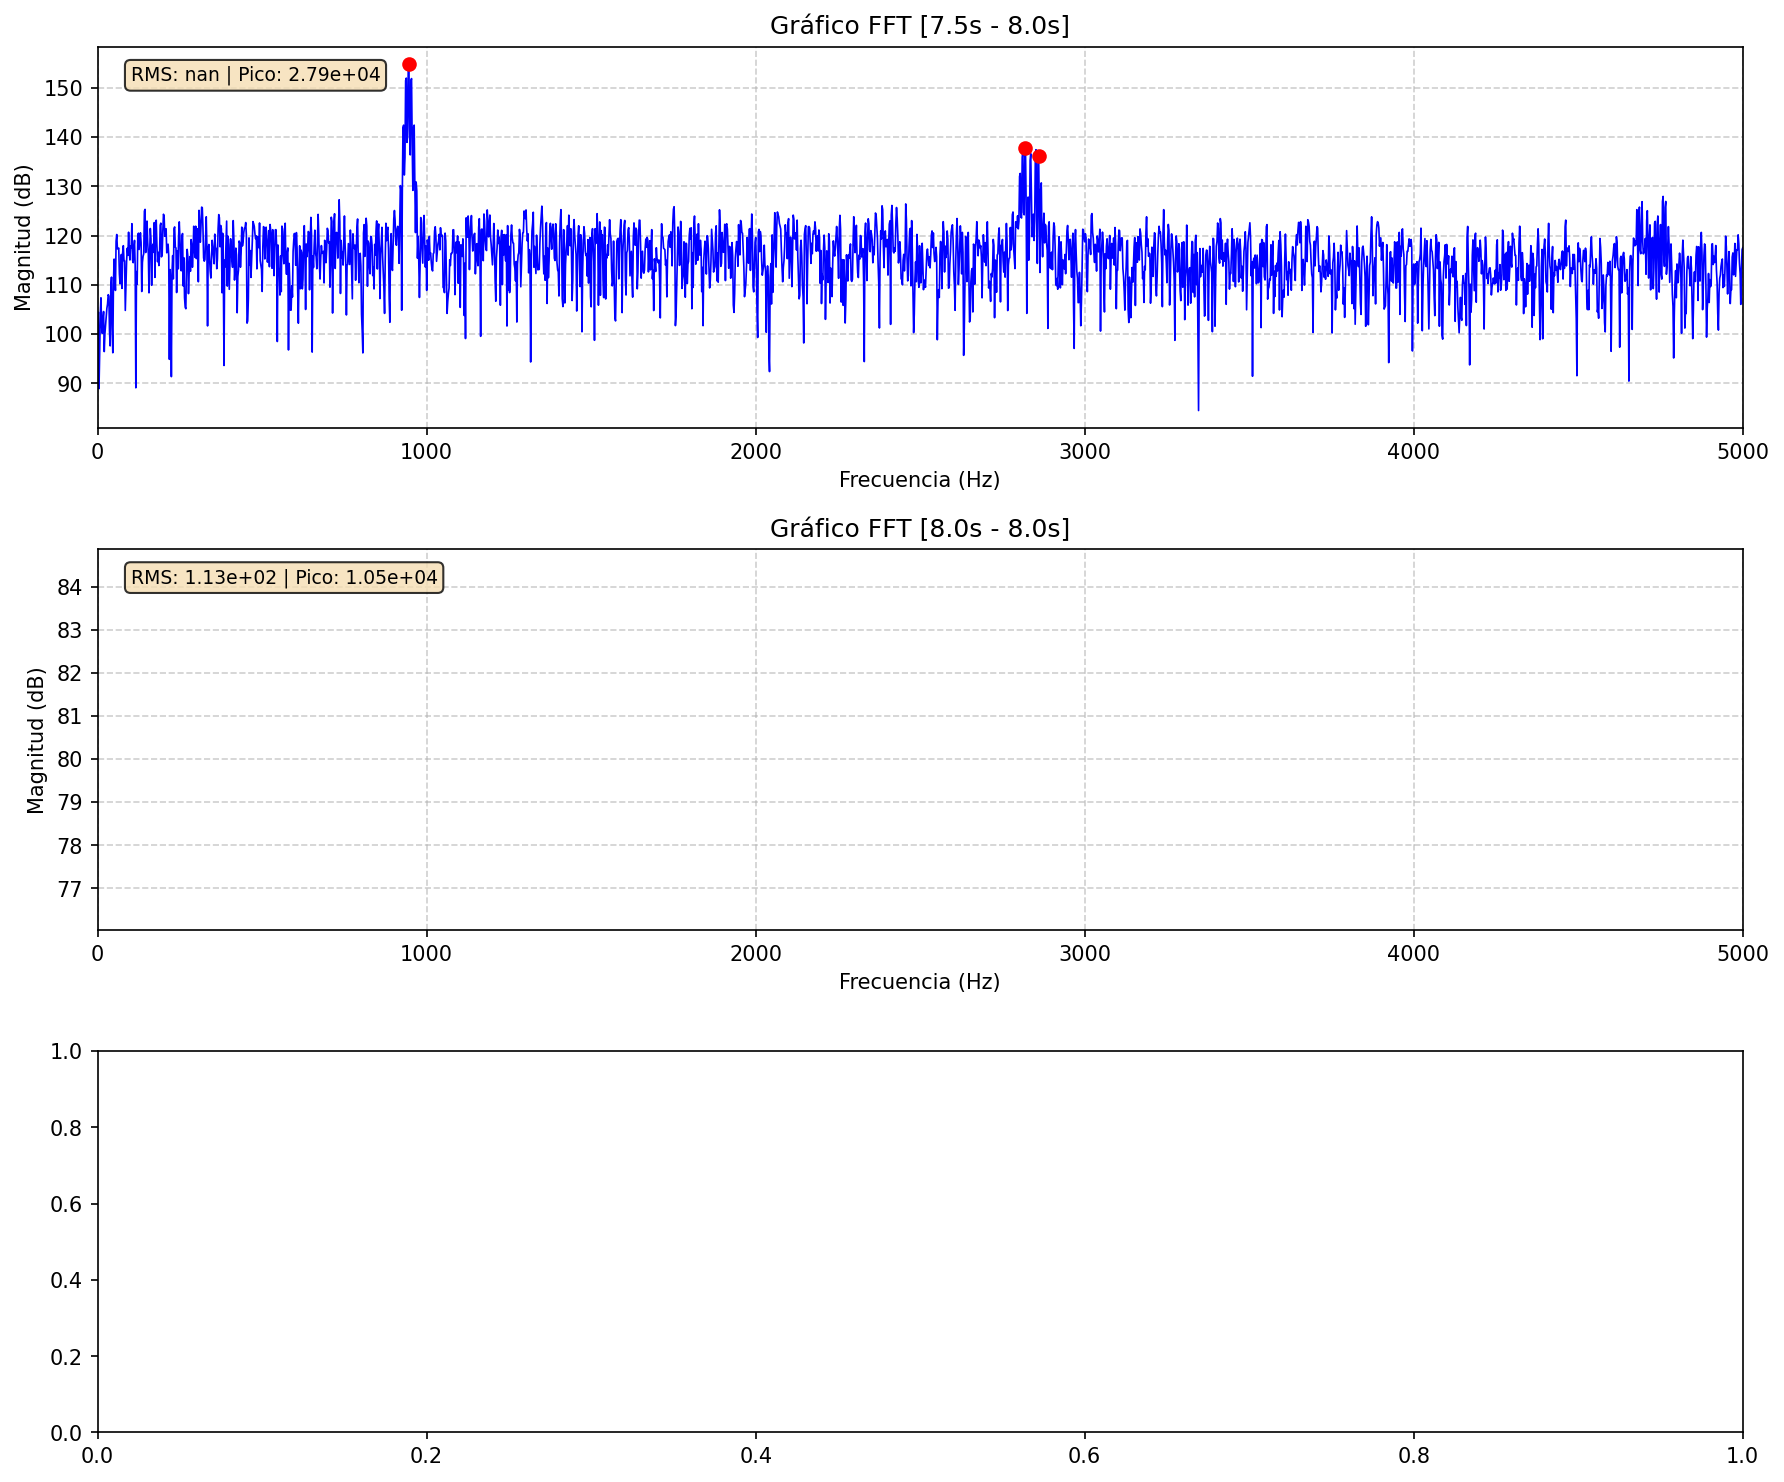 Gráfico FFT [7.5s - 8.0s]
RMS: nan | Pico: 2.79e+04
Magnitud (dB)
150
140
130
120
110
100
90
0 1000 2000 3000 4000 5000
Frecuencia (Hz)
Gráfico FFT [8.0s - 8.0s]
RMS: 1.13e+02 | Pico: 1.05e+04
Magnitud (dB)
84
83
82
81
80
79
78
77
0 1000 2000 3000 4000 5000
Frecuencia (Hz)
1.0
0.8
0.6
0.4
0.2
0.0
0.0 0.2 0.4 0.6 0.8 1.0